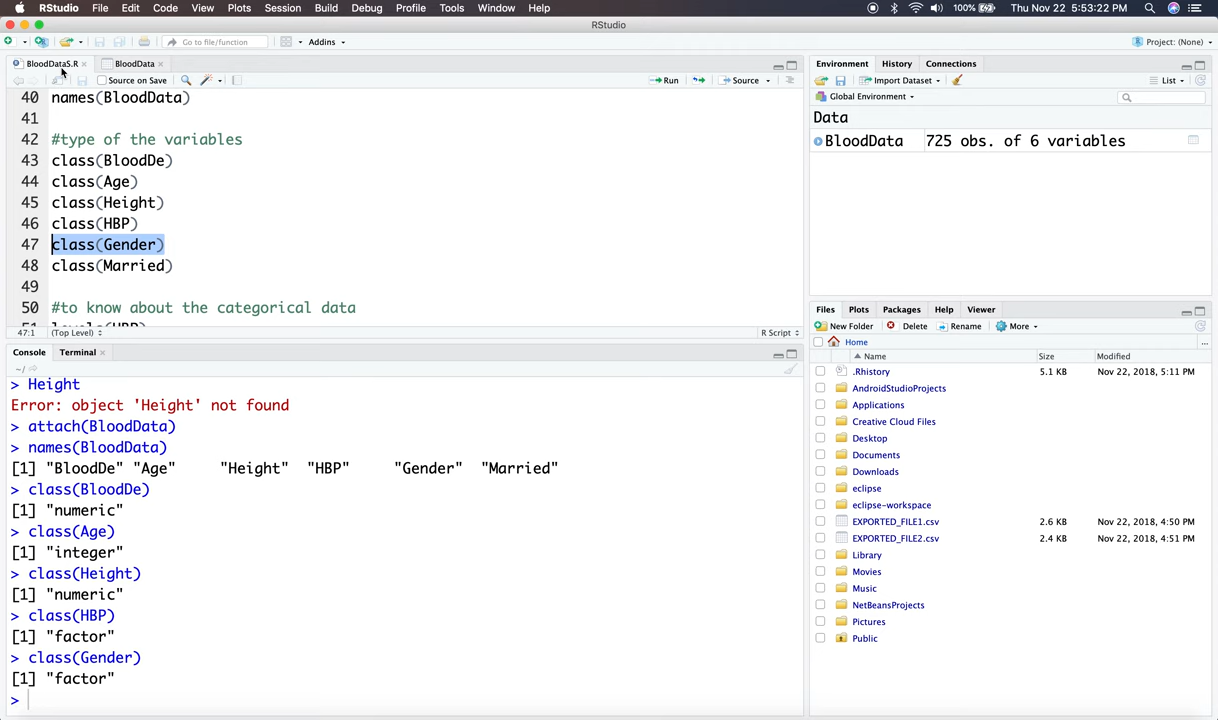 RStudio File Edit Code View Plots Session Build Debug Profile Tools Window Help 100% Thu Nov 22 5:53:22 PM
RStudio
Go to file/function Addins Project: (None)
BloodDataS.R BloodData
Source on Save Run Source
40 names(BloodData)
41
42 #type of the variables
43 class(BloodDe)
44 class(Age)
45 class(Height)
46 class(HBP)
47 class(Gender)
48 class(Married)
49
50 #to know about the categorical data
51 levels(HBP)
47:1 (Top Level) R Script
Console Terminal
~/
> Height
Error: object 'Height' not found
> attach(BloodData)
> names(BloodData)
[1] "BloodDe" "Age" "Height" "HBP" "Gender" "Married"
> class(BloodDe)
[1] "numeric"
> class(Age)
[1] "integer"
> class(Height)
[1] "numeric"
> class(HBP)
[1] "factor"
> class(Gender)
[1] "factor"
>
Environment History Connections
Import Dataset List
Global Environment
Data
BloodData 725 obs. of 6 variables
Files Plots Packages Help Viewer
New Folder Delete Rename More
Home ...
Name Size Modified
.Rhistory 5.1 KB Nov 22, 2018, 5:11 PM
AndroidStudioProjects
Applications
Creative Cloud Files
Desktop
Documents
Downloads
eclipse
eclipse-workspace
EXPORTED_FILE1.csv 2.6 KB Nov 22, 2018, 4:50 PM
EXPORTED_FILE2.csv 2.4 KB Nov 22, 2018, 4:51 PM
Library
Movies
Music
NetBeansProjects
Pictures
Public